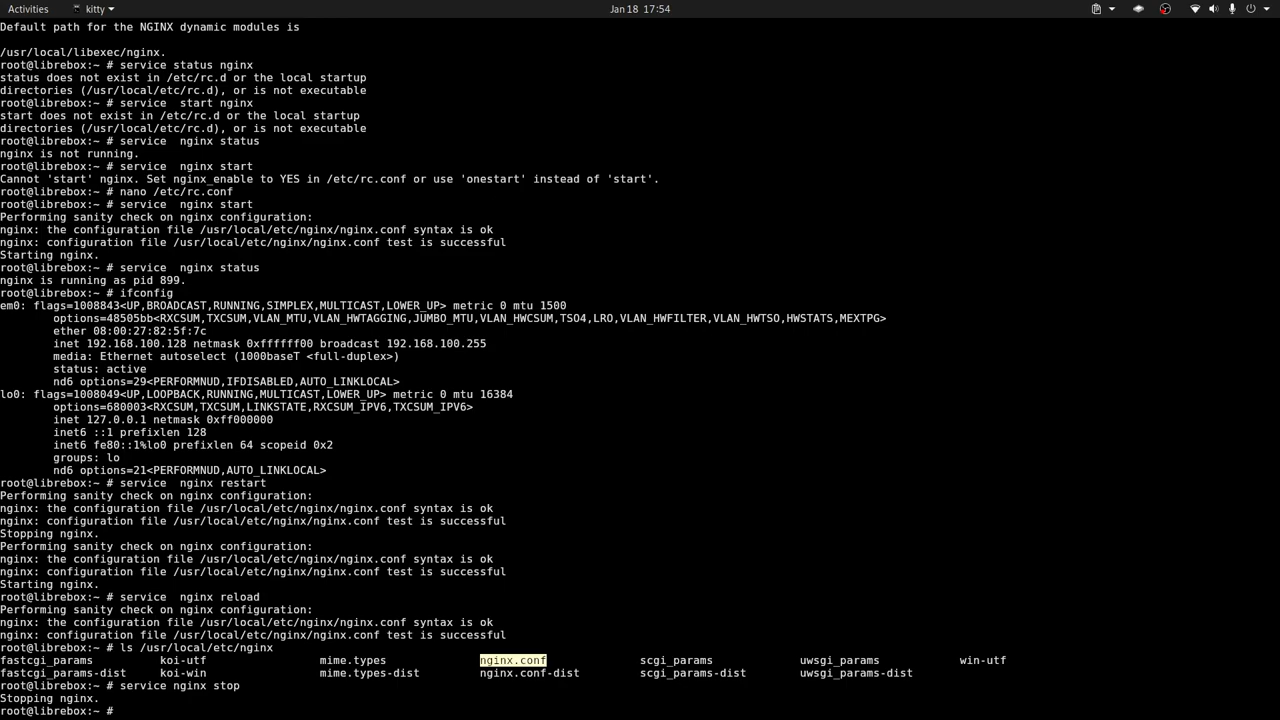 Activities kitty Jan 18 17:54
Default path for the NGINX dynamic modules is
/usr/local/libexec/nginx.
root@librebox:~ # service status nginx
status does not exist in /etc/rc.d or the local startup
directories (/usr/local/etc/rc.d), or is not executable
root@librebox:~ # service  start nginx
start does not exist in /etc/rc.d or the local startup
directories (/usr/local/etc/rc.d), or is not executable
root@librebox:~ # service  nginx status
nginx is not running.
root@librebox:~ # service  nginx start
Cannot 'start' nginx. Set nginx_enable to YES in /etc/rc.conf or use 'onestart' instead of 'start'.
root@librebox:~ # nano /etc/rc.conf
root@librebox:~ # service  nginx start
Performing sanity check on nginx configuration:
nginx: the configuration file /usr/local/etc/nginx/nginx.conf syntax is ok
nginx: configuration file /usr/local/etc/nginx/nginx.conf test is successful
Starting nginx.
root@librebox:~ # service  nginx status
nginx is running as pid 899.
root@librebox:~ # ifconfig
em0: flags=1008843<UP,BROADCAST,RUNNING,SIMPLEX,MULTICAST,LOWER_UP> metric 0 mtu 1500
        options=48505bb<RXCSUM,TXCSUM,VLAN_MTU,VLAN_HWTAGGING,JUMBO_MTU,VLAN_HWCSUM,TSO4,LRO,VLAN_HWFILTER,VLAN_HWTSO,HWSTATS,MEXTPG>
        ether 08:00:27:82:5f:7c
        inet 192.168.100.128 netmask 0xffffff00 broadcast 192.168.100.255
        media: Ethernet autoselect (1000baseT <full-duplex>)
        status: active
        nd6 options=29<PERFORMNUD,IFDISABLED,AUTO_LINKLOCAL>
lo0: flags=1008049<UP,LOOPBACK,RUNNING,MULTICAST,LOWER_UP> metric 0 mtu 16384
        options=680003<RXCSUM,TXCSUM,LINKSTATE,RXCSUM_IPV6,TXCSUM_IPV6>
        inet 127.0.0.1 netmask 0xff000000
        inet6 ::1 prefixlen 128
        inet6 fe80::1%lo0 prefixlen 64 scopeid 0x2
        groups: lo
        nd6 options=21<PERFORMNUD,AUTO_LINKLOCAL>
root@librebox:~ # service  nginx restart
Performing sanity check on nginx configuration:
nginx: the configuration file /usr/local/etc/nginx/nginx.conf syntax is ok
nginx: configuration file /usr/local/etc/nginx/nginx.conf test is successful
Stopping nginx.
Performing sanity check on nginx configuration:
nginx: the configuration file /usr/local/etc/nginx/nginx.conf syntax is ok
nginx: configuration file /usr/local/etc/nginx/nginx.conf test is successful
Starting nginx.
root@librebox:~ # service  nginx reload
Performing sanity check on nginx configuration:
nginx: the configuration file /usr/local/etc/nginx/nginx.conf syntax is ok
nginx: configuration file /usr/local/etc/nginx/nginx.conf test is successful
root@librebox:~ # ls /usr/local/etc/nginx
fastcgi_params          koi-utf                 mime.types              nginx.conf              scgi_params             uwsgi_params            win-utf
fastcgi_params-dist     koi-win                 mime.types-dist         nginx.conf-dist         scgi_params-dist        uwsgi_params-dist
root@librebox:~ # service nginx stop
Stopping nginx.
root@librebox:~ #